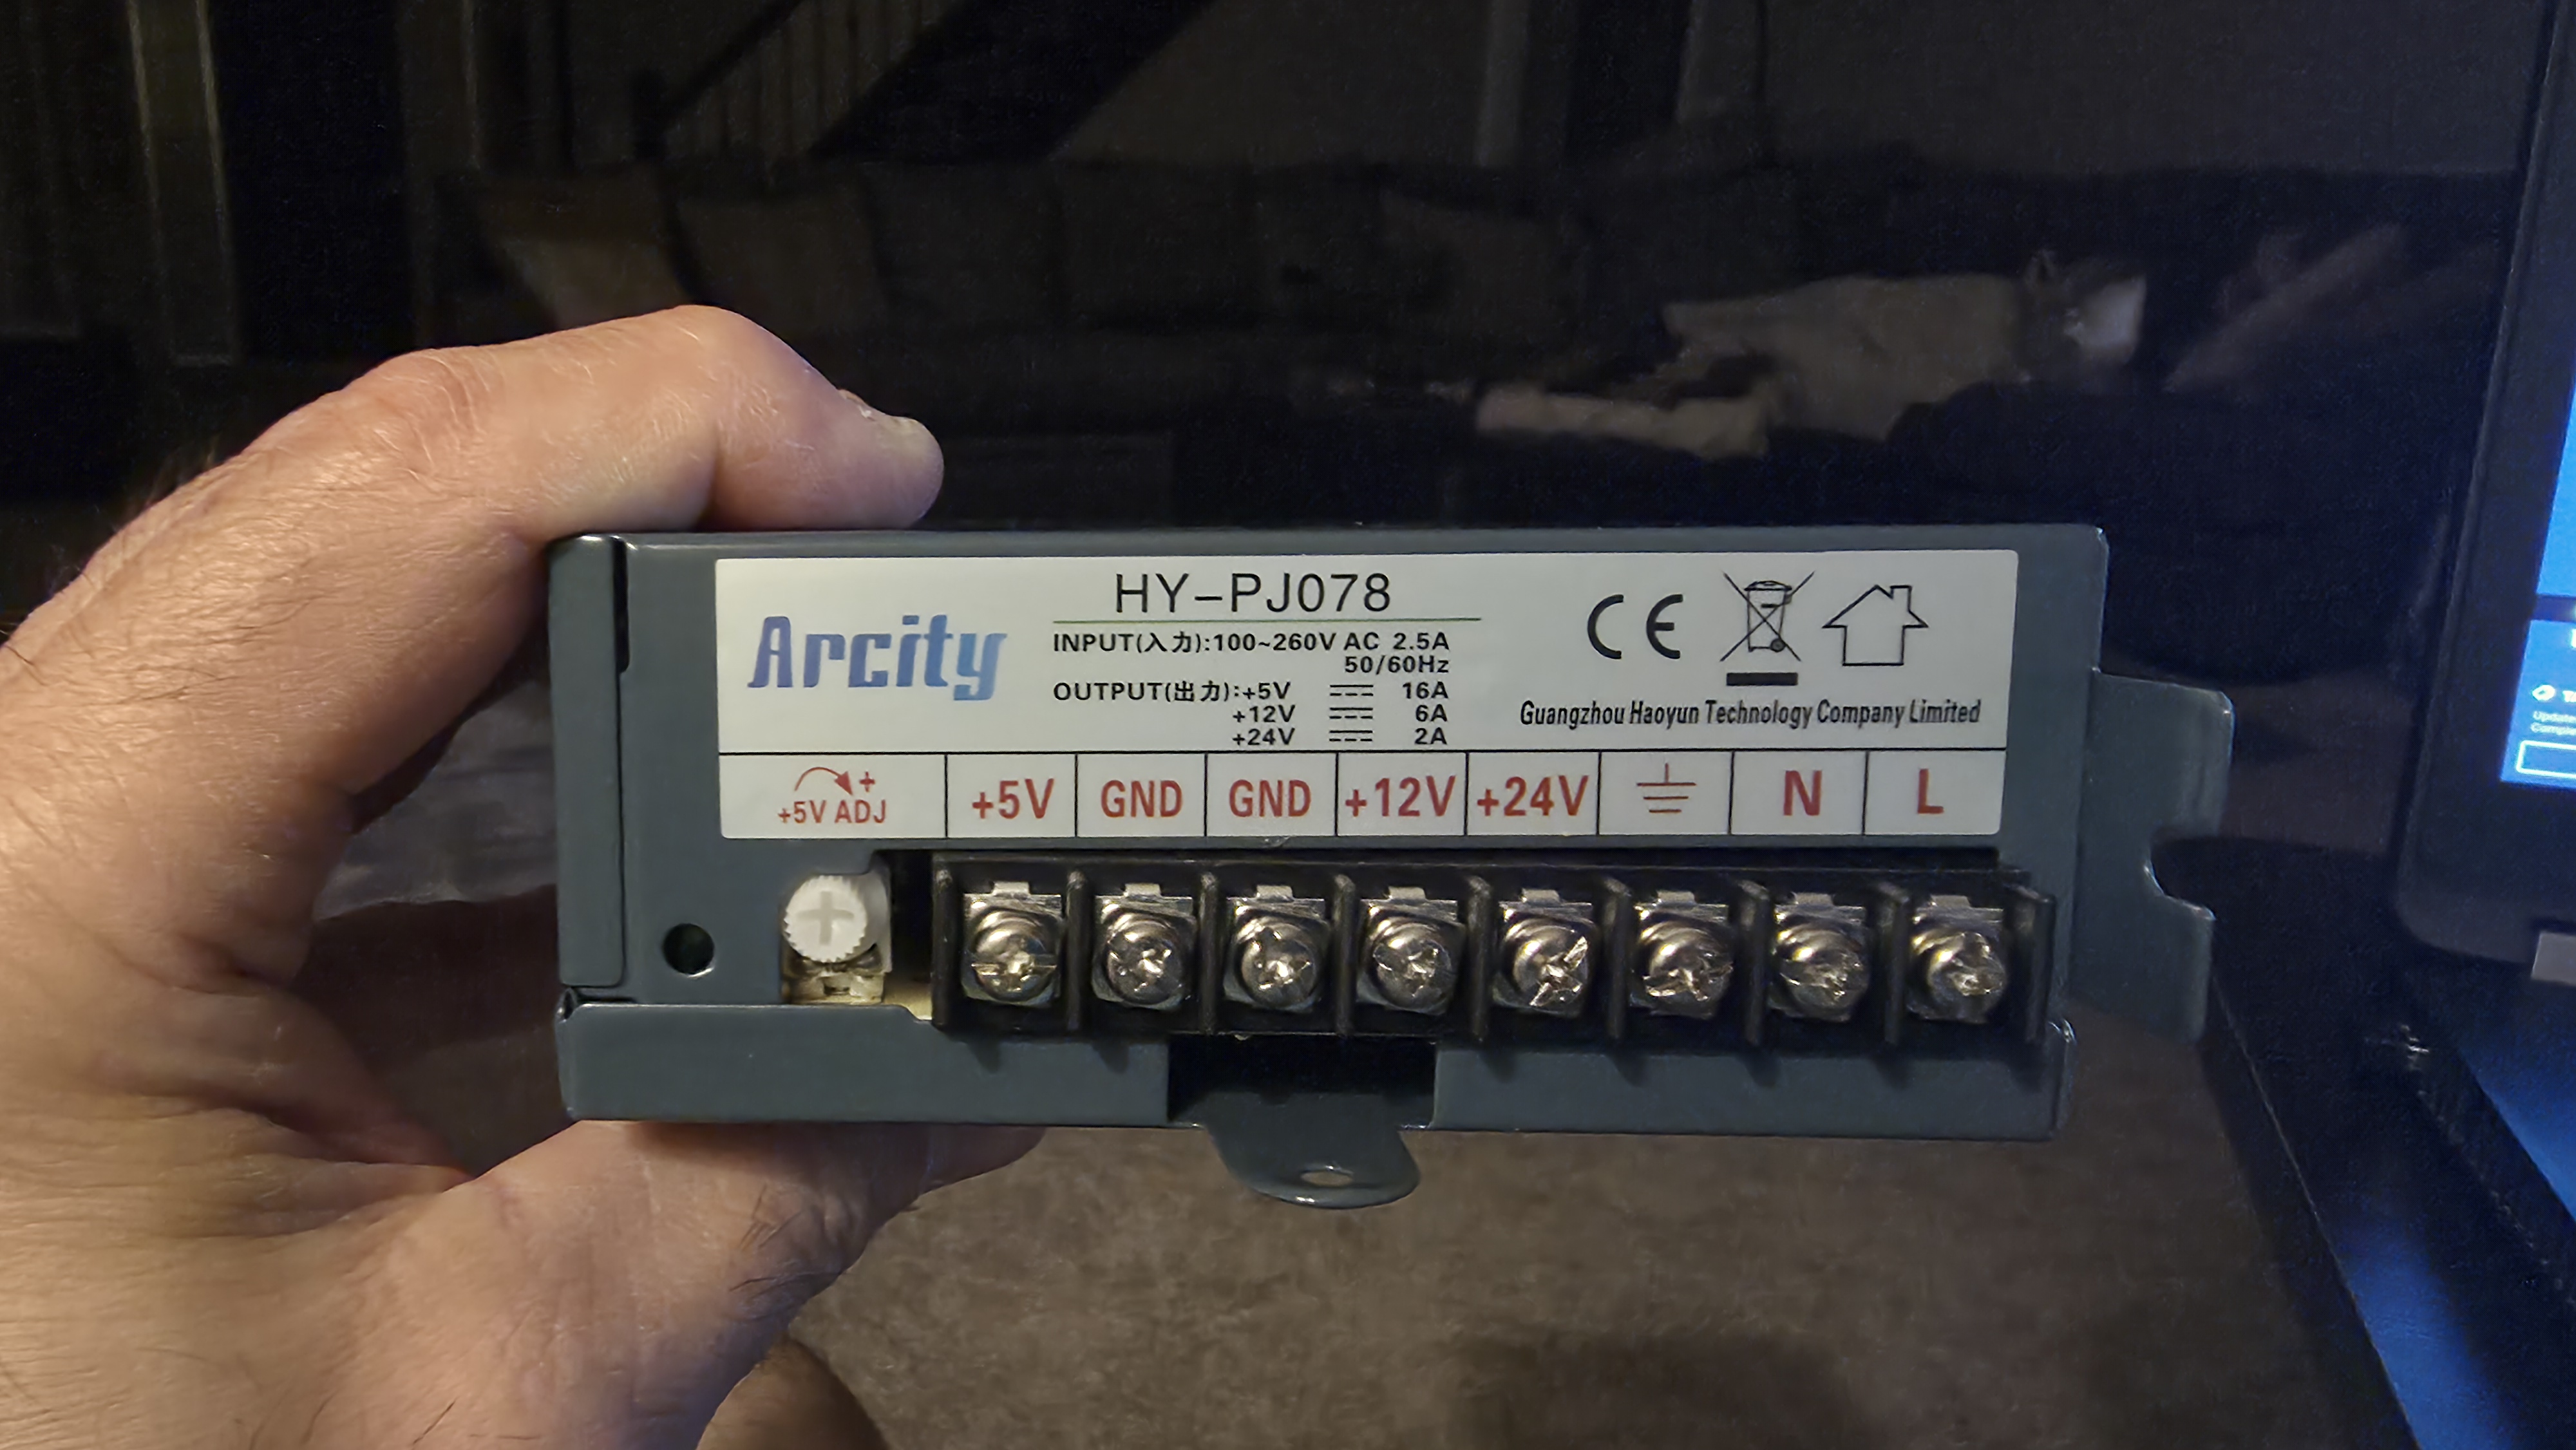 HY-PJ078
Arcity
INPUT(入力):100~260V AC 2.5A
50/60Hz
OUTPUT(出力):+5V ⎓ 16A
+12V ⎓ 6A
+24V ⎓ 2A
CE
Guangzhou Haoyun Technology Company Limited
+
+5V ADJ
+5V GND GND +12V +24V ⏚ N L